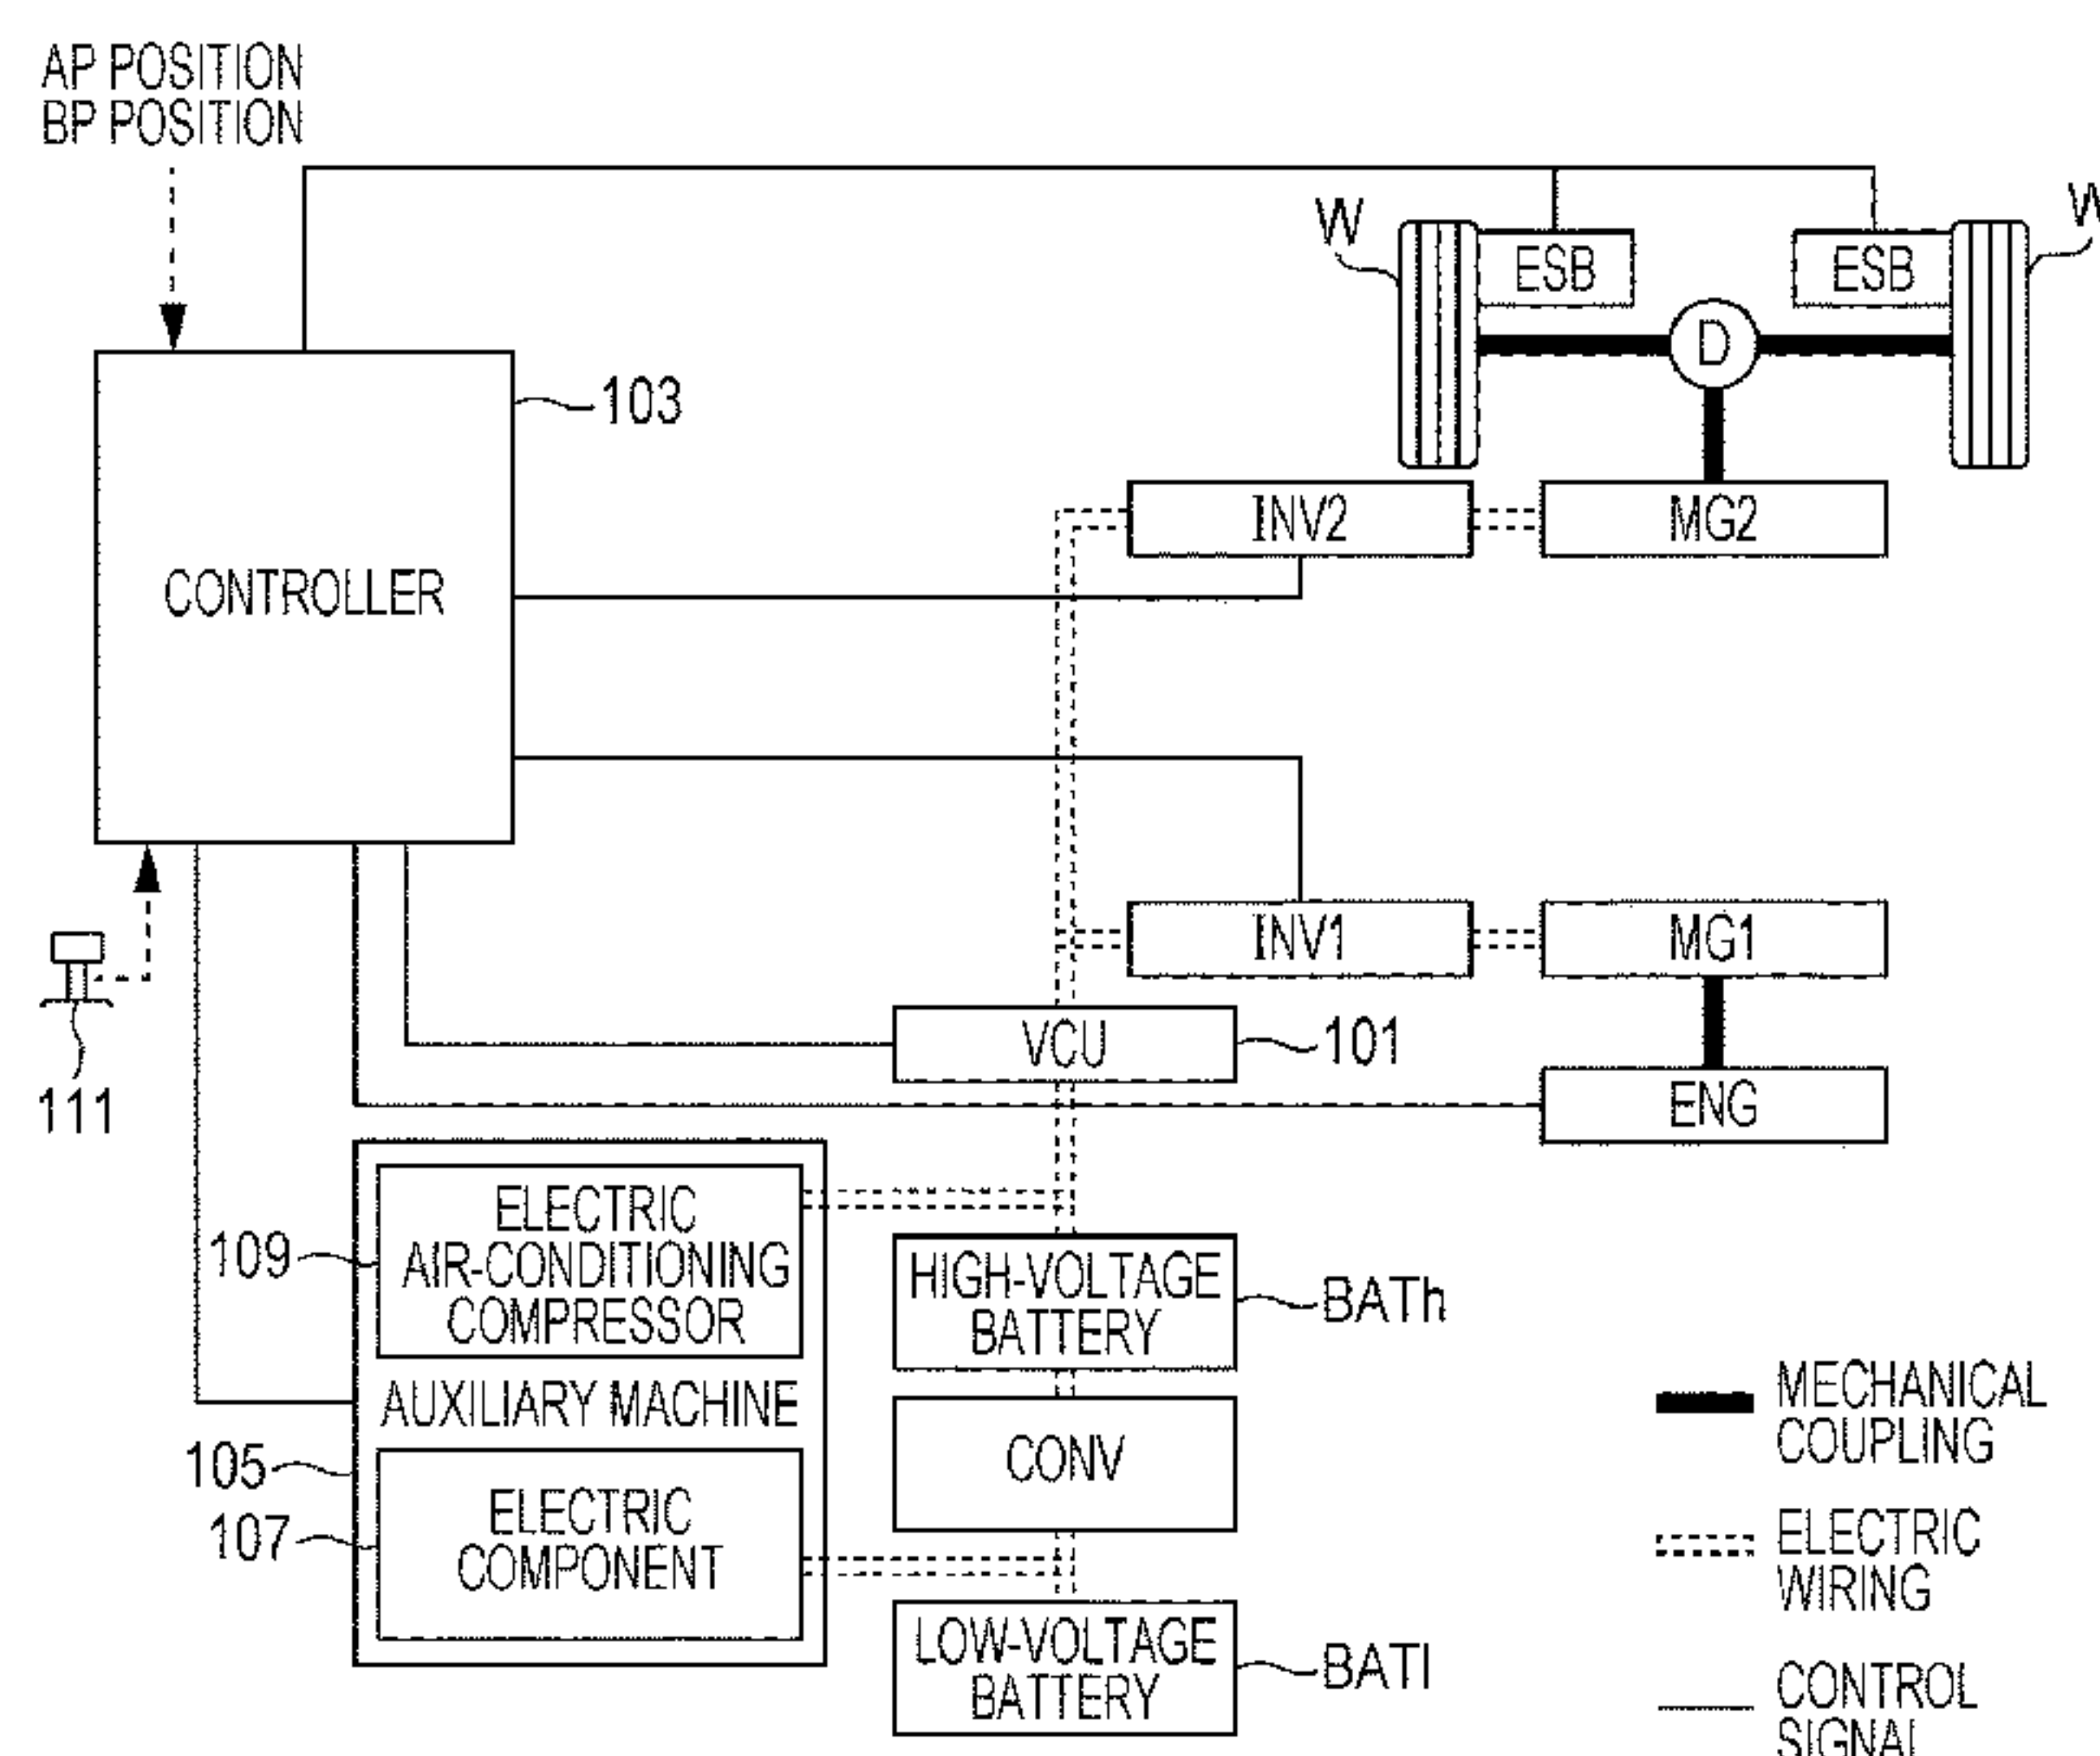 AP POSITION
BP POSITION
W
W
ESB
ESB
D
103
INV2
MG2
CONTROLLER
INV1
MG1
VCU
101
111
ENG
ELECTRIC
AIR-CONDITIONING
COMPRESSOR
109
HIGH-VOLTAGE
BATTERY
BATh
AUXILIARY MACHINE
MECHANICAL
COUPLING
105
CONV
107
ELECTRIC
COMPONENT
ELECTRIC
WIRING
LOW-VOLTAGE
BATTERY
BATl
CONTROL
SIGNAL